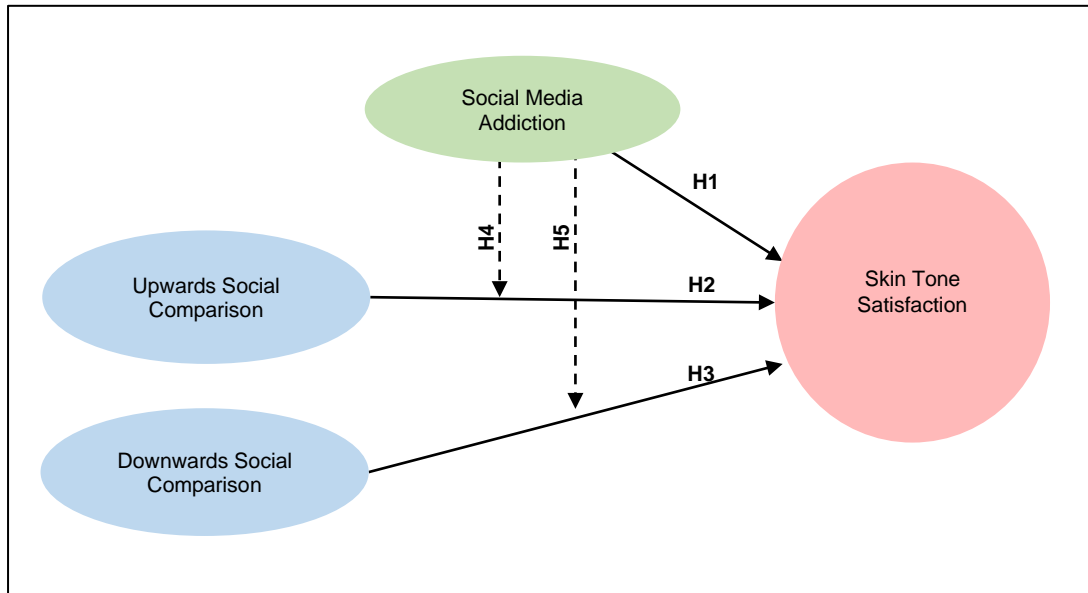 Social Media
Addiction
H1
H4
H5
Upwards Social
Comparison
H2
Skin Tone
Satisfaction
H3
Downwards Social
Comparison